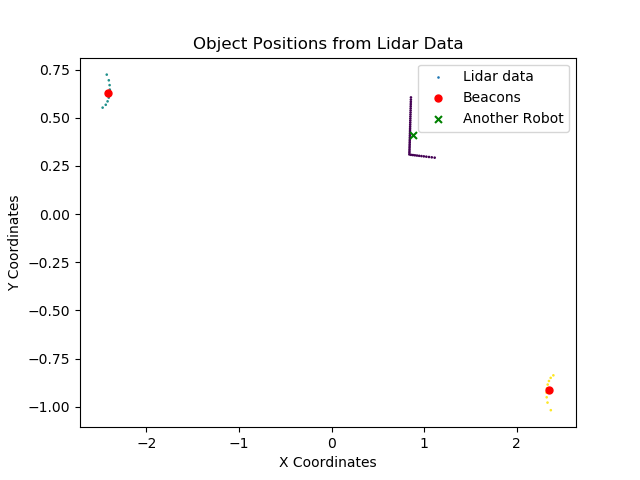 Object Positions from Lidar Data
Lidar data
Beacons
Another Robot
Y Coordinates
0.75
0.50
0.25
0.00
−0.25
−0.50
−0.75
−1.00
−2
−1
0
1
2
X Coordinates